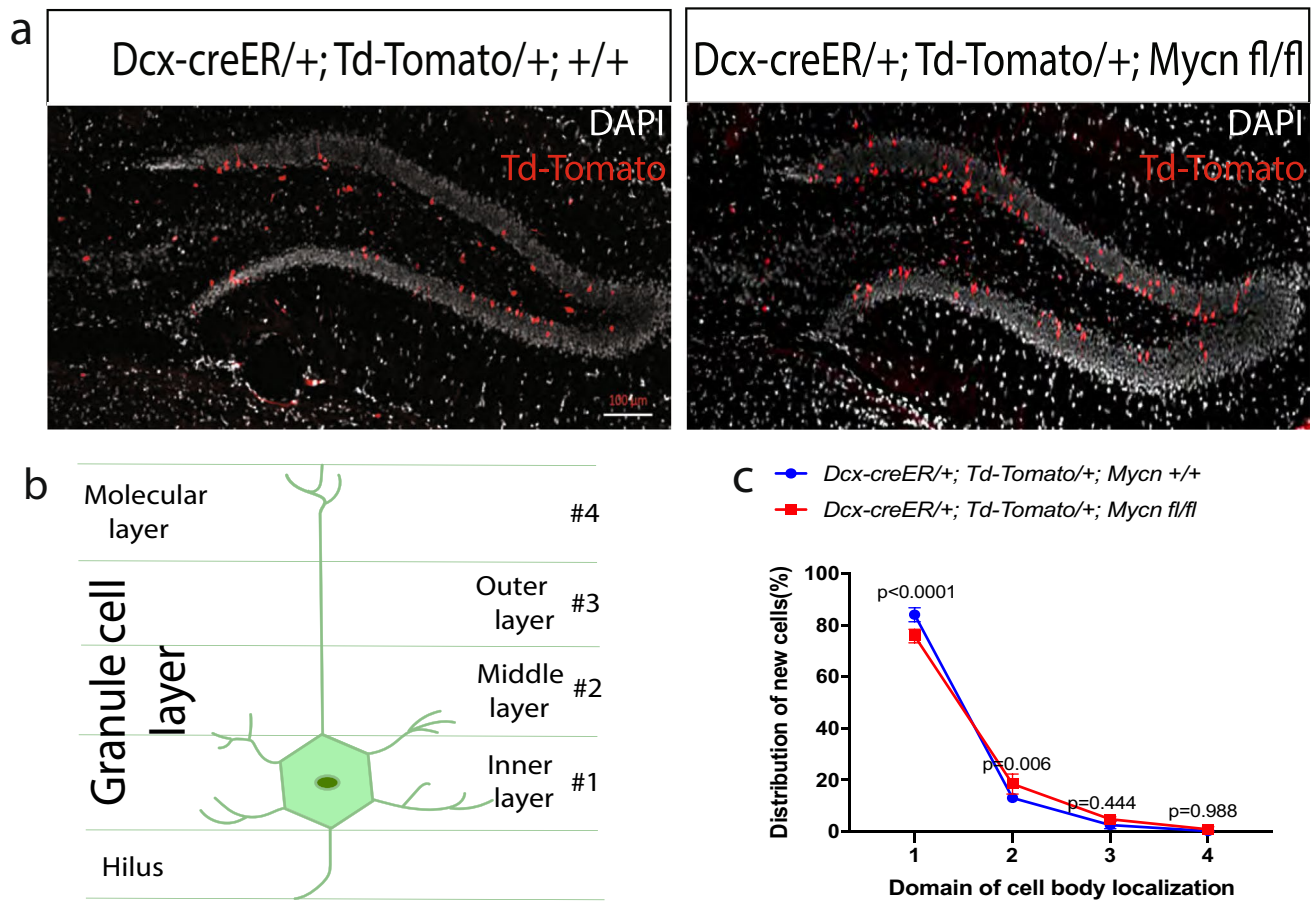 a
Dcx-creER/+; Td-Tomato/+; +/+
Dcx-creER/+; Td-Tomato/+; Mycn fl/fl
DAPI
Td-Tomato
100 µm
DAPI
Td-Tomato
b
Molecular
layer
#4
Granule cell
layer
Outer
layer
#3
Middle
layer
#2
Inner
layer
#1
Hilus
c
Dcx-creER/+; Td-Tomato/+; Mycn +/+
Dcx-creER/+; Td-Tomato/+; Mycn fl/fl
Distribution of new cells(%)
100
80
60
40
20
0
p<0.0001
p=0.006
p=0.444
p=0.988
1 2 3 4
Domain of cell body localization